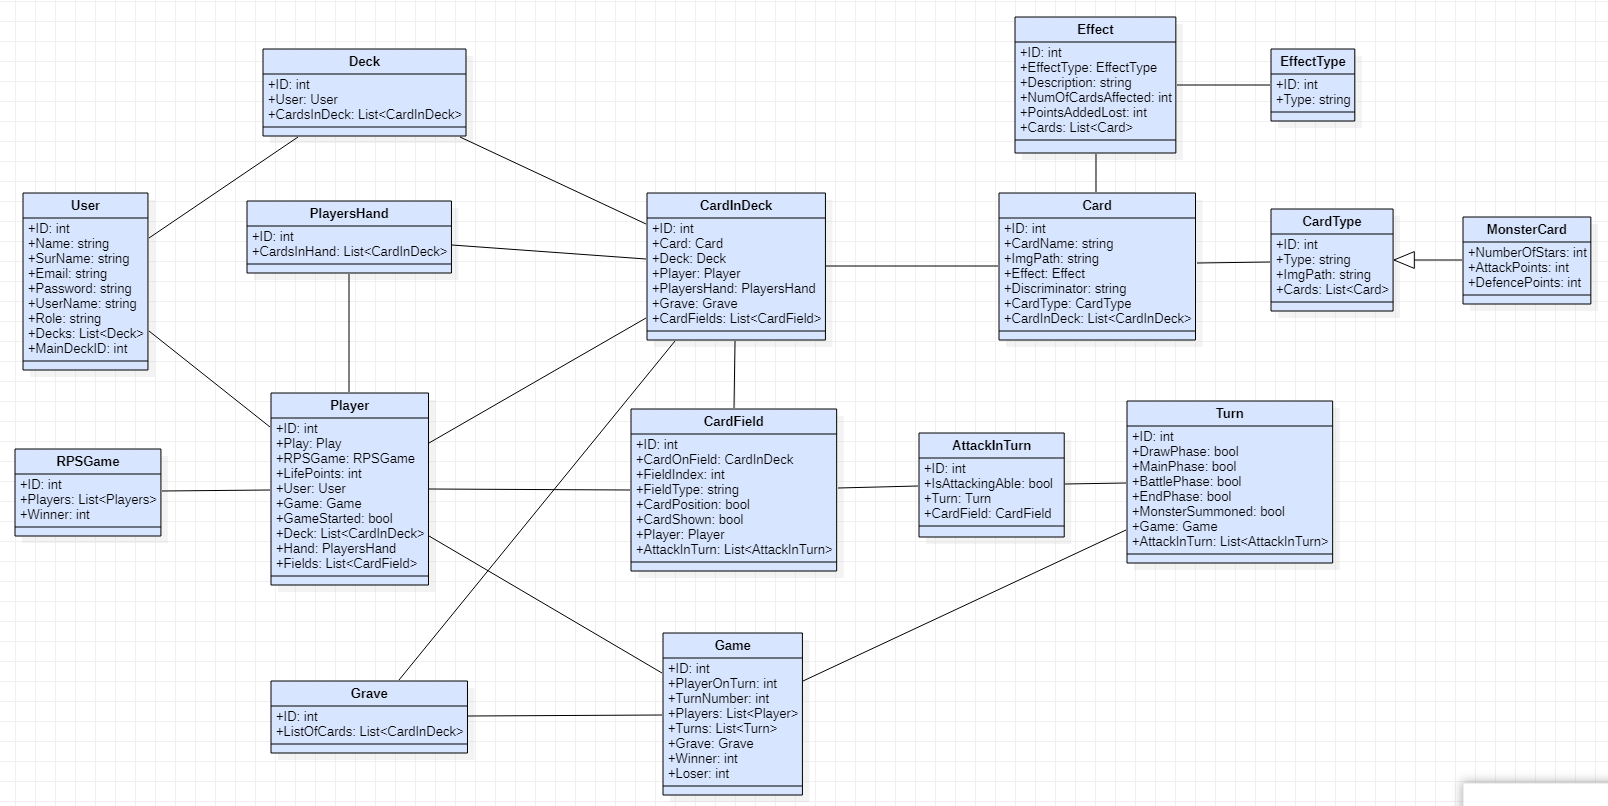 Effect
+ID: int
+EffectType: EffectType
+Description: string
+NumOfCardsAffected: int
+PointsAddedLost: int
+Cards: List<Card>
EffectType
+ID: int
+Type: string
Deck
+ID: int
+User: User
+CardsInDeck: List<CardInDeck>
User
+ID: int
+Name: string
+SurName: string
+Email: string
+Password: string
+UserName: string
+Role: string
+Decks: List<Deck>
+MainDeckID: int
PlayersHand
+ID: int
+CardsInHand: List<CardInDeck>
CardInDeck
+ID: int
+Card: Card
+Deck: Deck
+Player: Player
+PlayersHand: PlayersHand
+Grave: Grave
+CardFields: List<CardField>
Card
+ID: int
+CardName: string
+ImgPath: string
+Effect: Effect
+Discriminator: string
+CardType: CardType
+CardInDeck: List<CardInDeck>
CardType
+ID: int
+Type: string
+ImgPath: string
+Cards: List<Card>
MonsterCard
+NumberOfStars: int
+AttackPoints: int
+DefencePoints: int
RPSGame
+ID: int
+Players: List<Players>
+Winner: int
Player
+ID: int
+Play: Play
+RPSGame: RPSGame
+LifePoints: int
+User: User
+Game: Game
+GameStarted: bool
+Deck: List<CardInDeck>
+Hand: PlayersHand
+Fields: List<CardField>
CardField
+ID: int
+CardOnField: CardInDeck
+FieldIndex: int
+FieldType: string
+CardPosition: bool
+CardShown: bool
+Player: Player
+AttackInTurn: List<AttackInTurn>
AttackInTurn
+ID: int
+IsAttackingAble: bool
+Turn: Turn
+CardField: CardField
Turn
+ID: int
+DrawPhase: bool
+MainPhase: bool
+BattlePhase: bool
+EndPhase: bool
+MonsterSummoned: bool
+Game: Game
+AttackInTurn: List<AttackInTurn>
Grave
+ID: int
+ListOfCards: List<CardInDeck>
Game
+ID: int
+PlayerOnTurn: int
+TurnNumber: int
+Players: List<Player>
+Turns: List<Turn>
+Grave: Grave
+Winner: int
+Loser: int